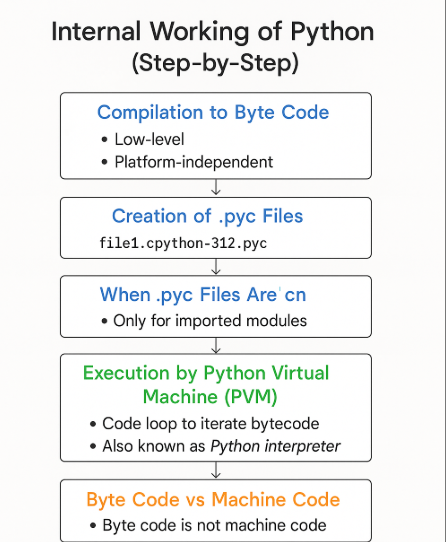 Internal Working of Python
(Step-by-Step)
Compilation to Byte Code
• Low-level
• Platform-independent
Creation of .pyc Files
file1.cpython-312.pyc
When .pyc Files Are' cn
• Only for imported modules
Execution by Python Virtual
Machine (PVM)
• Code loop to iterate bytecode
• Also known as Python interpreter
Byte Code vs Machine Code
• Byte code is not machine code